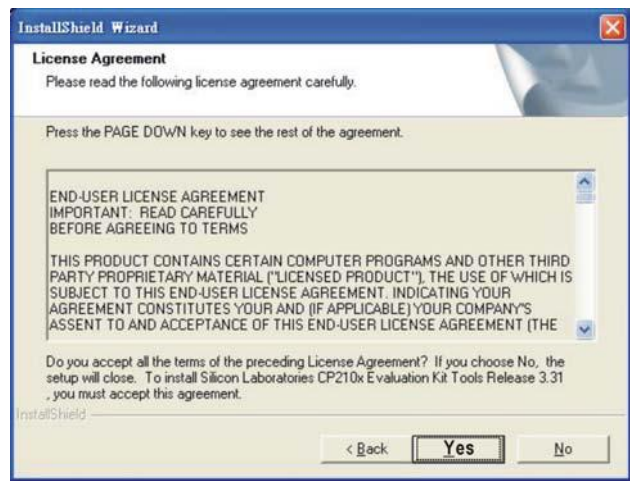 InstallShield Wizard
License Agreement
Please read the following license agreement carefully.
Press the PAGE DOWN key to see the rest of the agreement.
END-USER LICENSE AGREEMENT
IMPORTANT: READ CAREFULLY
BEFORE AGREEING TO TERMS
THIS PRODUCT CONTAINS CERTAIN COMPUTER PROGRAMS AND OTHER THIRD
PARTY PROPRIETARY MATERIAL ("LICENSED PRODUCT"), THE USE OF WHICH IS
SUBJECT TO THIS END-USER LICENSE AGREEMENT. INDICATING YOUR
AGREEMENT CONSTITUTES YOUR AND (IF APPLICABLE) YOUR COMPANY'S
ASSENT TO AND ACCEPTANCE OF THIS END-USER LICENSE AGREEMENT (THE
Do you accept all the terms of the preceding License Agreement? If you choose No, the
setup will close. To install Silicon Laboratories CP210x Evaluation Kit Tools Release 3.31
, you must accept this agreement.
InstallShield
< Back Yes No